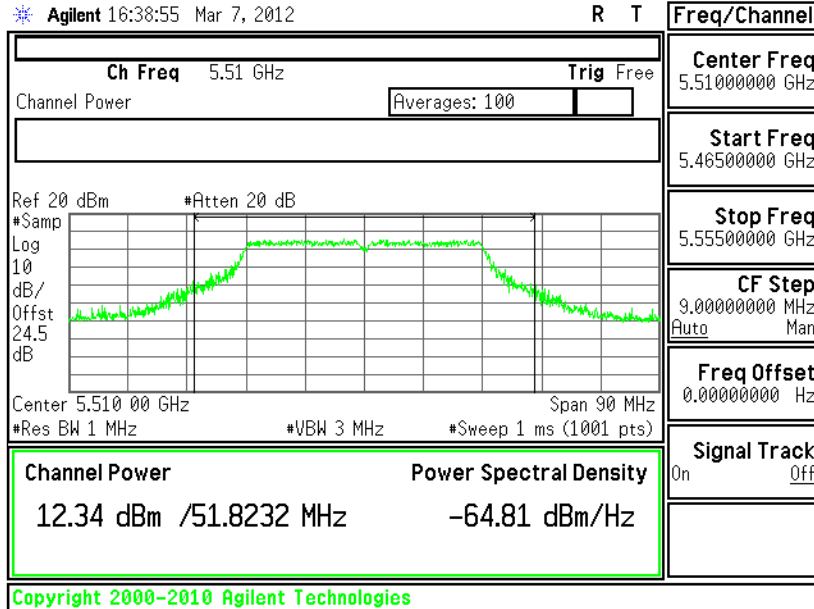 Agilent 16:38:55 Mar 7, 2012 R T
Freq/Channel
Ch Freq 5.51 GHz Trig Free
Channel Power Averages: 100
Ref 20 dBm #Atten 20 dB
#Samp
Log
10
dB/
Offst
24.5
dB
Center 5.510 00 GHz Span 90 MHz
#Res BW 1 MHz #VBW 3 MHz #Sweep 1 ms (1001 pts)
Channel Power Power Spectral Density
12.34 dBm /51.8232 MHz -64.81 dBm/Hz
Center Freq
5.51000000 GHz
Start Freq
5.46500000 GHz
Stop Freq
5.55500000 GHz
CF Step
9.00000000 MHz
Auto Man
Freq Offset
0.00000000 Hz
Signal Track
On Off
Copyright 2000-2010 Agilent Technologies